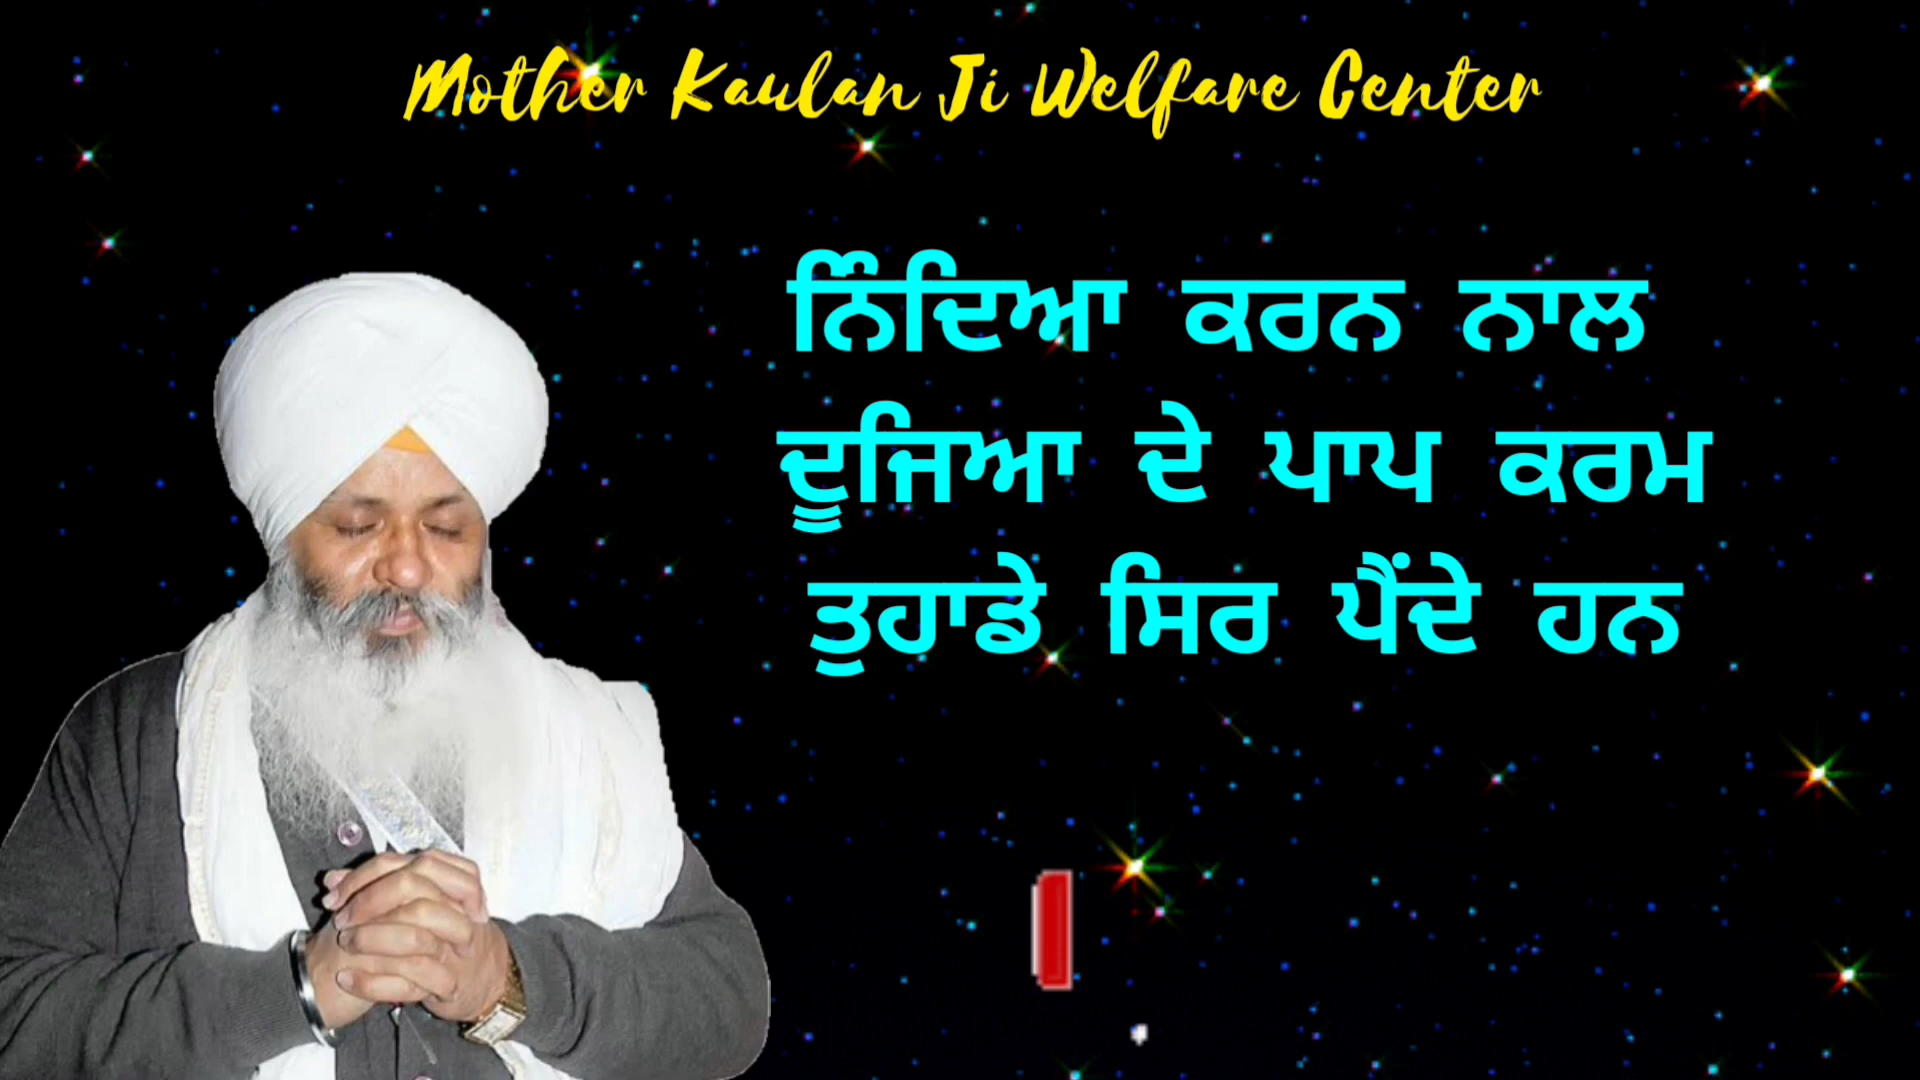 Mother Kaulan Ji Welfare Center
ਨਿੰਦਿਆ ਕਰਨ ਨਾਲ
ਦੂਜਿਆ ਦੇ ਪਾਪ ਕਰਮ
ਤੁਹਾਡੇ ਸਿਰ ਪੈਂਦੇ ਹਨ